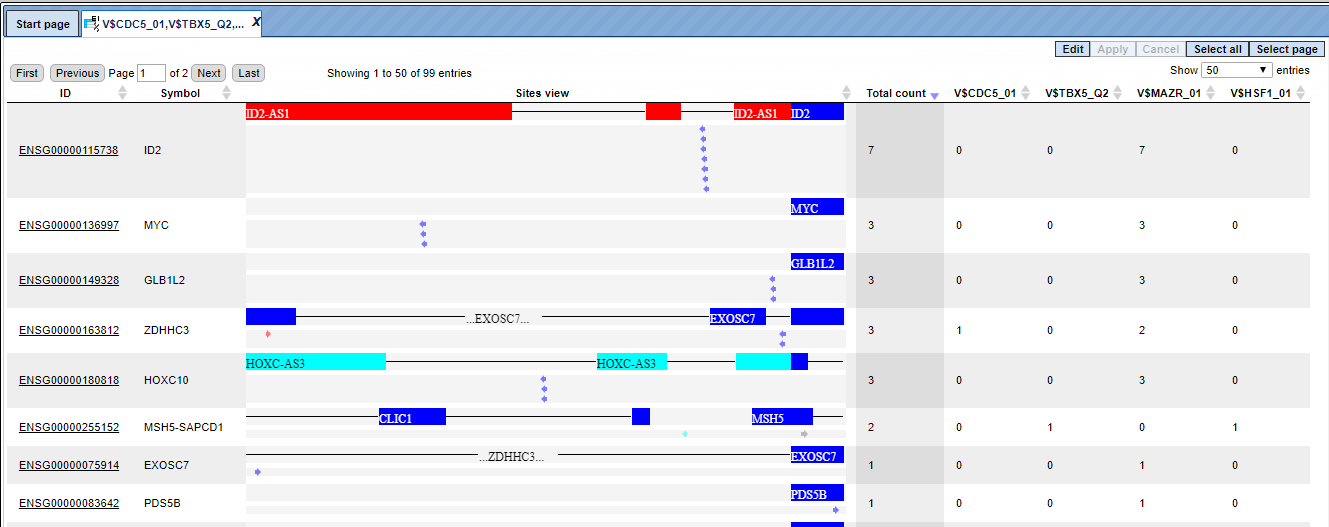 Start page V$CDC5_01,V$TBX5_Q2,... X
Edit Apply Cancel Select all Select page
First Previous Page 1 of 2 Next Last Showing 1 to 50 of 99 entries Show 50 entries
ID Symbol Sites view Total count V$CDC5_01 V$TBX5_Q2 V$MAZR_01 V$HSF1_01
ID2-AS1 ID2-AS1 ID2
ENSG00000115738 ID2 7 0 0 7 0
MYC
ENSG00000136997 MYC 3 0 0 3 0
GLB1L2
ENSG00000149328 GLB1L2 3 0 0 3 0
...EXOSC7... EXOSC7
ENSG00000163812 ZDHHC3 3 1 0 2 0
HOXC-AS3 HOXC-AS3
ENSG00000180818 HOXC10 3 0 0 3 0
CLIC1 MSH5
ENSG00000255152 MSH5-SAPCD1 2 0 1 0 1
...ZDHHC3... EXOSC7
ENSG00000075914 EXOSC7 1 0 0 1 0
PDS5B
ENSG00000083642 PDS5B 1 0 0 1 0